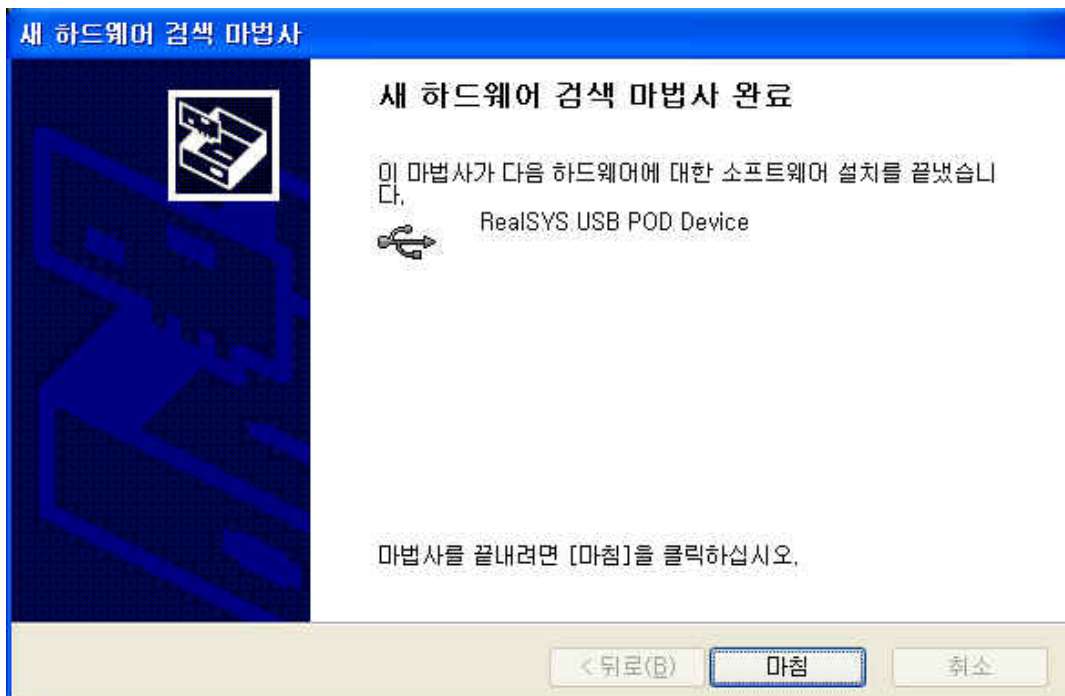 새 하드웨어 검색 마법사
새 하드웨어 검색 마법사 완료
이 마법사가 다음 하드웨어에 대한 소프트웨어 설치를 끝냈습니
다.
RealSYS USB POD Device
마법사를 끝내려면 [마침]을 클릭하십시오.
< 뒤로(B) 마침 취소